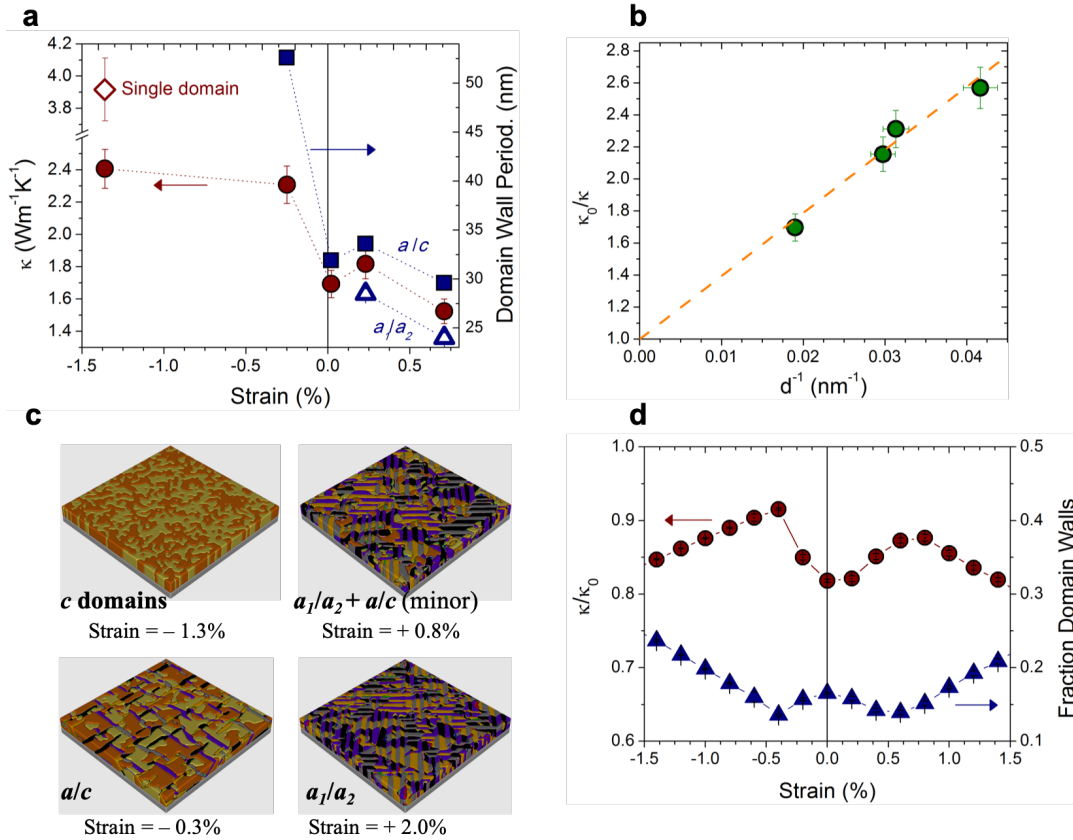 a
4.2
4.0
3.8
2.4
2.2
2.0
1.8
1.6
1.4
κ (Wm⁻¹K⁻¹)
Single domain
a/c
a₁/a₂
50
45
40
35
30
25
Domain Wall Period. (nm)
-1.5 -1.0 -0.5 0.0 0.5
Strain (%)
b
2.8
2.6
2.4
2.2
2.0
1.8
1.6
1.4
1.2
1.0
κ₀/κ
0.00 0.01 0.02 0.03 0.04
d⁻¹ (nm⁻¹)
c
c domains
Strain = – 1.3%
a₁/a₂ + a/c (minor)
Strain = + 0.8%
a/c
Strain = – 0.3%
a₁/a₂
Strain = + 2.0%
d
1.0
0.9
0.8
0.7
0.6
κ/κ₀
0.5
0.4
0.3
0.2
0.1
Fraction Domain Walls
-1.5 -1.0 -0.5 0.0 0.5 1.0 1.5
Strain (%)